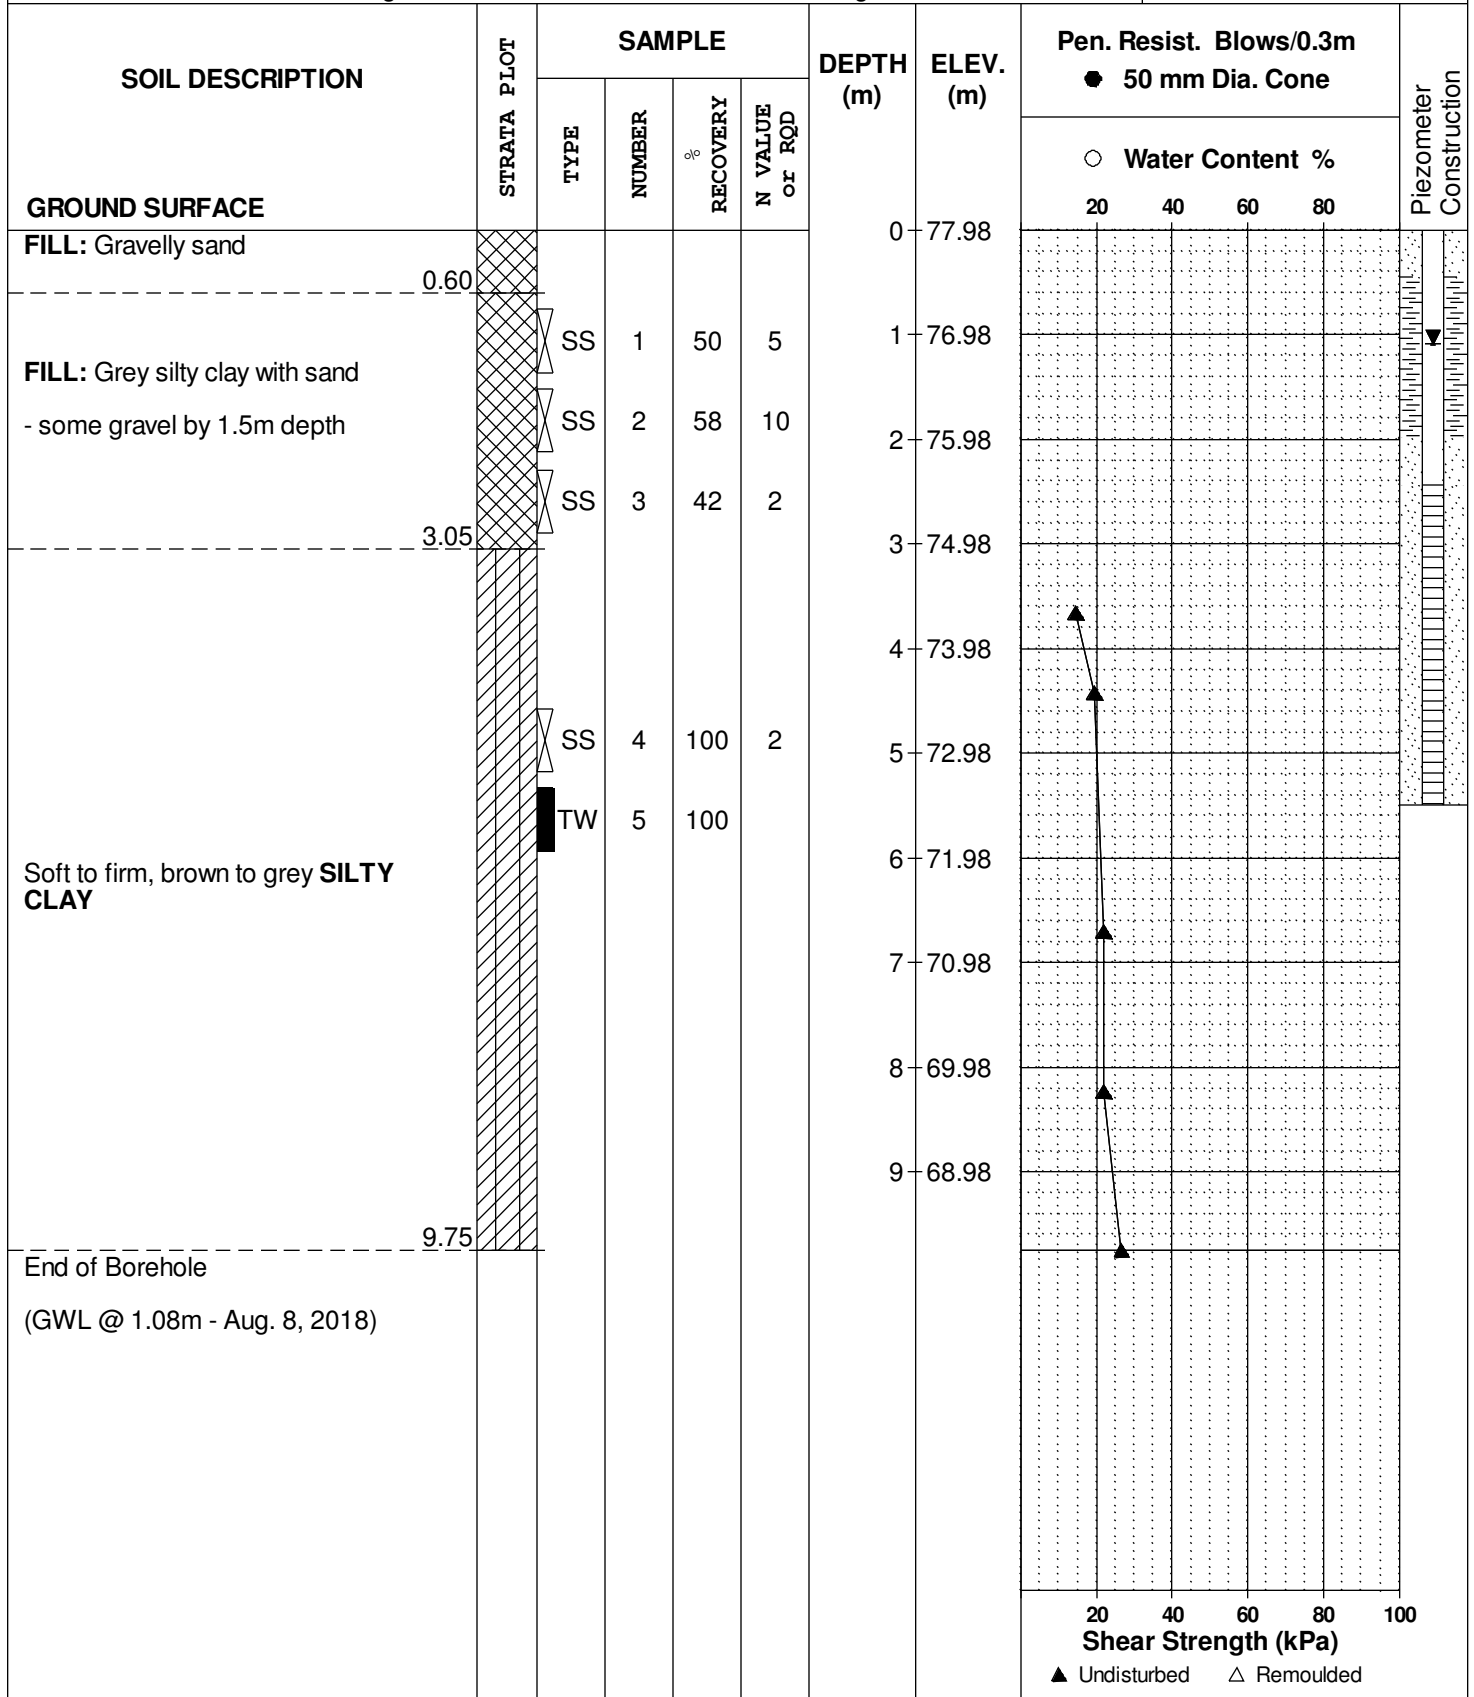 SOIL DESCRIPTION
GROUND SURFACE
STRATA PLOT
SAMPLE
TYPE
NUMBER
% RECOVERY
N VALUE
or RQD
DEPTH
(m)
ELEV.
(m)
Pen. Resist. Blows/0.3m
● 50 mm Dia. Cone
○ Water Content %
20 40 60 80
Piezometer
Construction
FILL: Gravelly sand
0.60
FILL: Grey silty clay with sand
- some gravel by 1.5m depth
3.05
Soft to firm, brown to grey SILTY
CLAY
9.75
End of Borehole
(GWL @ 1.08m - Aug. 8, 2018)
SS 1 50 5
SS 2 58 10
SS 3 42 2
SS 4 100 2
TW 5 100
0 77.98
1 76.98
2 75.98
3 74.98
4 73.98
5 72.98
6 71.98
7 70.98
8 69.98
9 68.98
20 40 60 80 100
Shear Strength (kPa)
▲ Undisturbed △ Remoulded